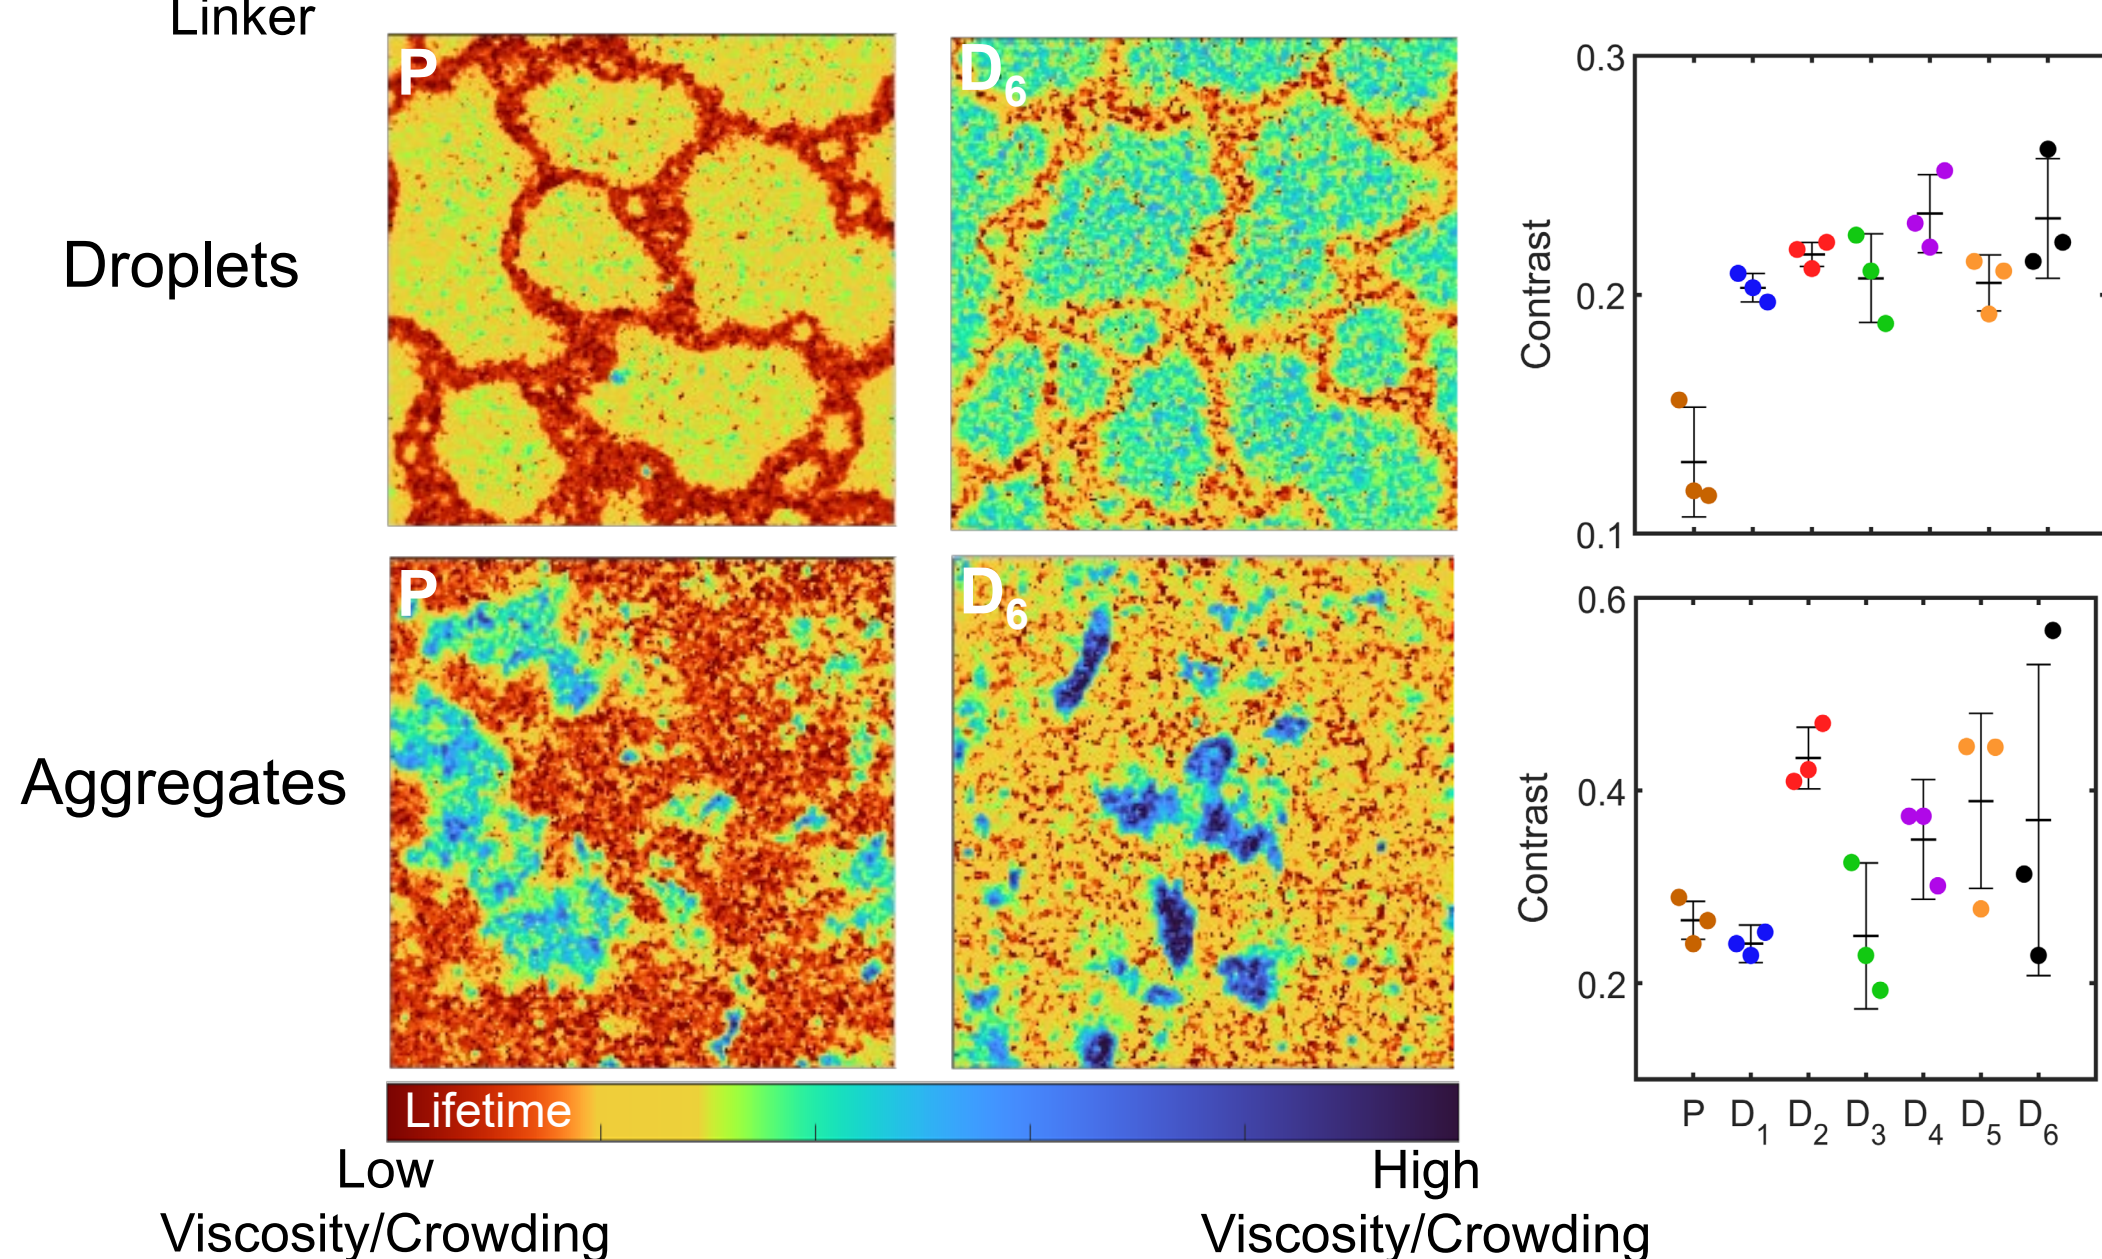 Linker
Droplets
P
D6
0.3
0.2
0.1
Contrast
Aggregates
P
D6
0.6
0.4
0.2
Contrast
P D1 D2 D3 D4 D5 D6
Lifetime
Low
Viscosity/Crowding
High
Viscosity/Crowding